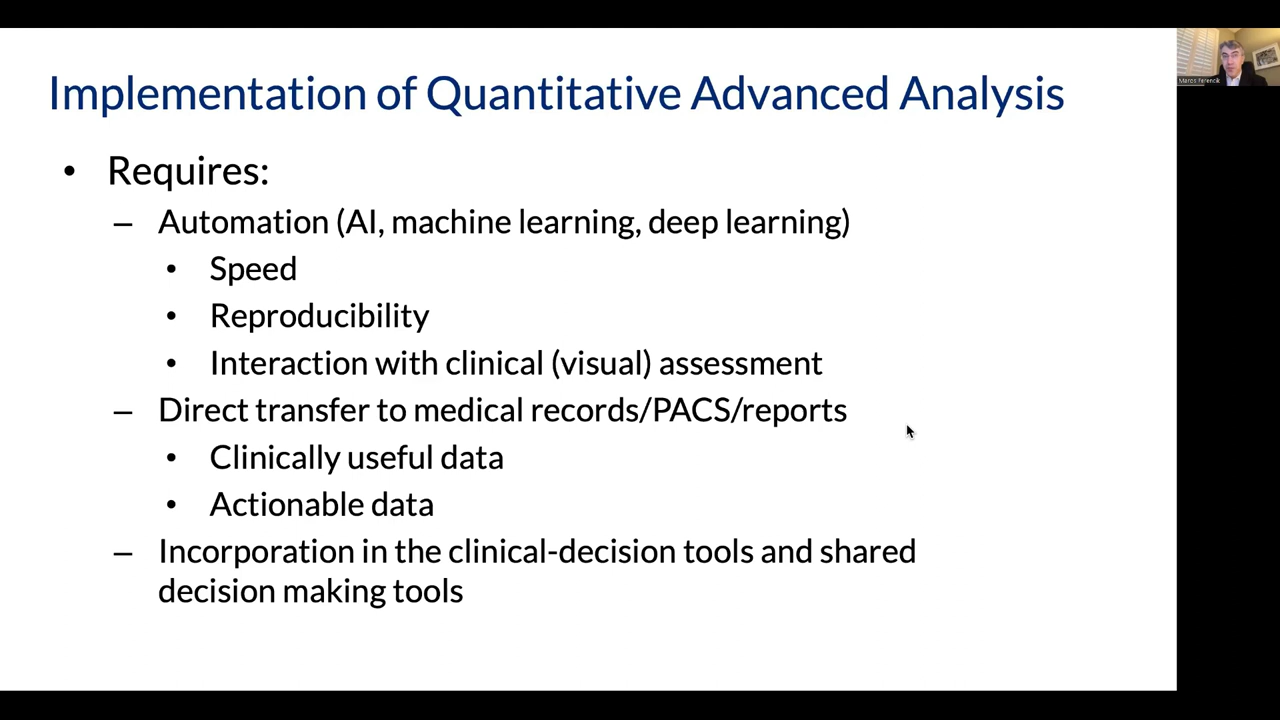 Implementation of Quantitative Advanced Analysis
• Requires:
– Automation (AI, machine learning, deep learning)
• Speed
• Reproducibility
• Interaction with clinical (visual) assessment
– Direct transfer to medical records/PACS/reports
• Clinically useful data
• Actionable data
– Incorporation in the clinical-decision tools and shared
decision making tools
Maros Ferencik